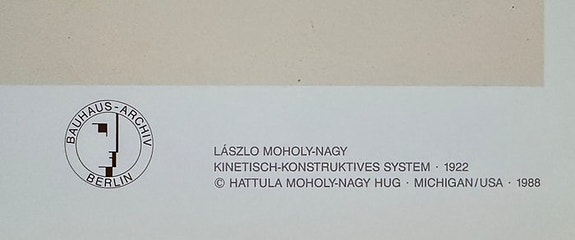 BAUHAUS-ARCHIV
BERLIN
LÁSZLO MOHOLY-NAGY
KINETISCH-KONSTRUKTIVES SYSTEM · 1922
© HATTULA MOHOLY-NAGY HUG · MICHIGAN/USA · 1988